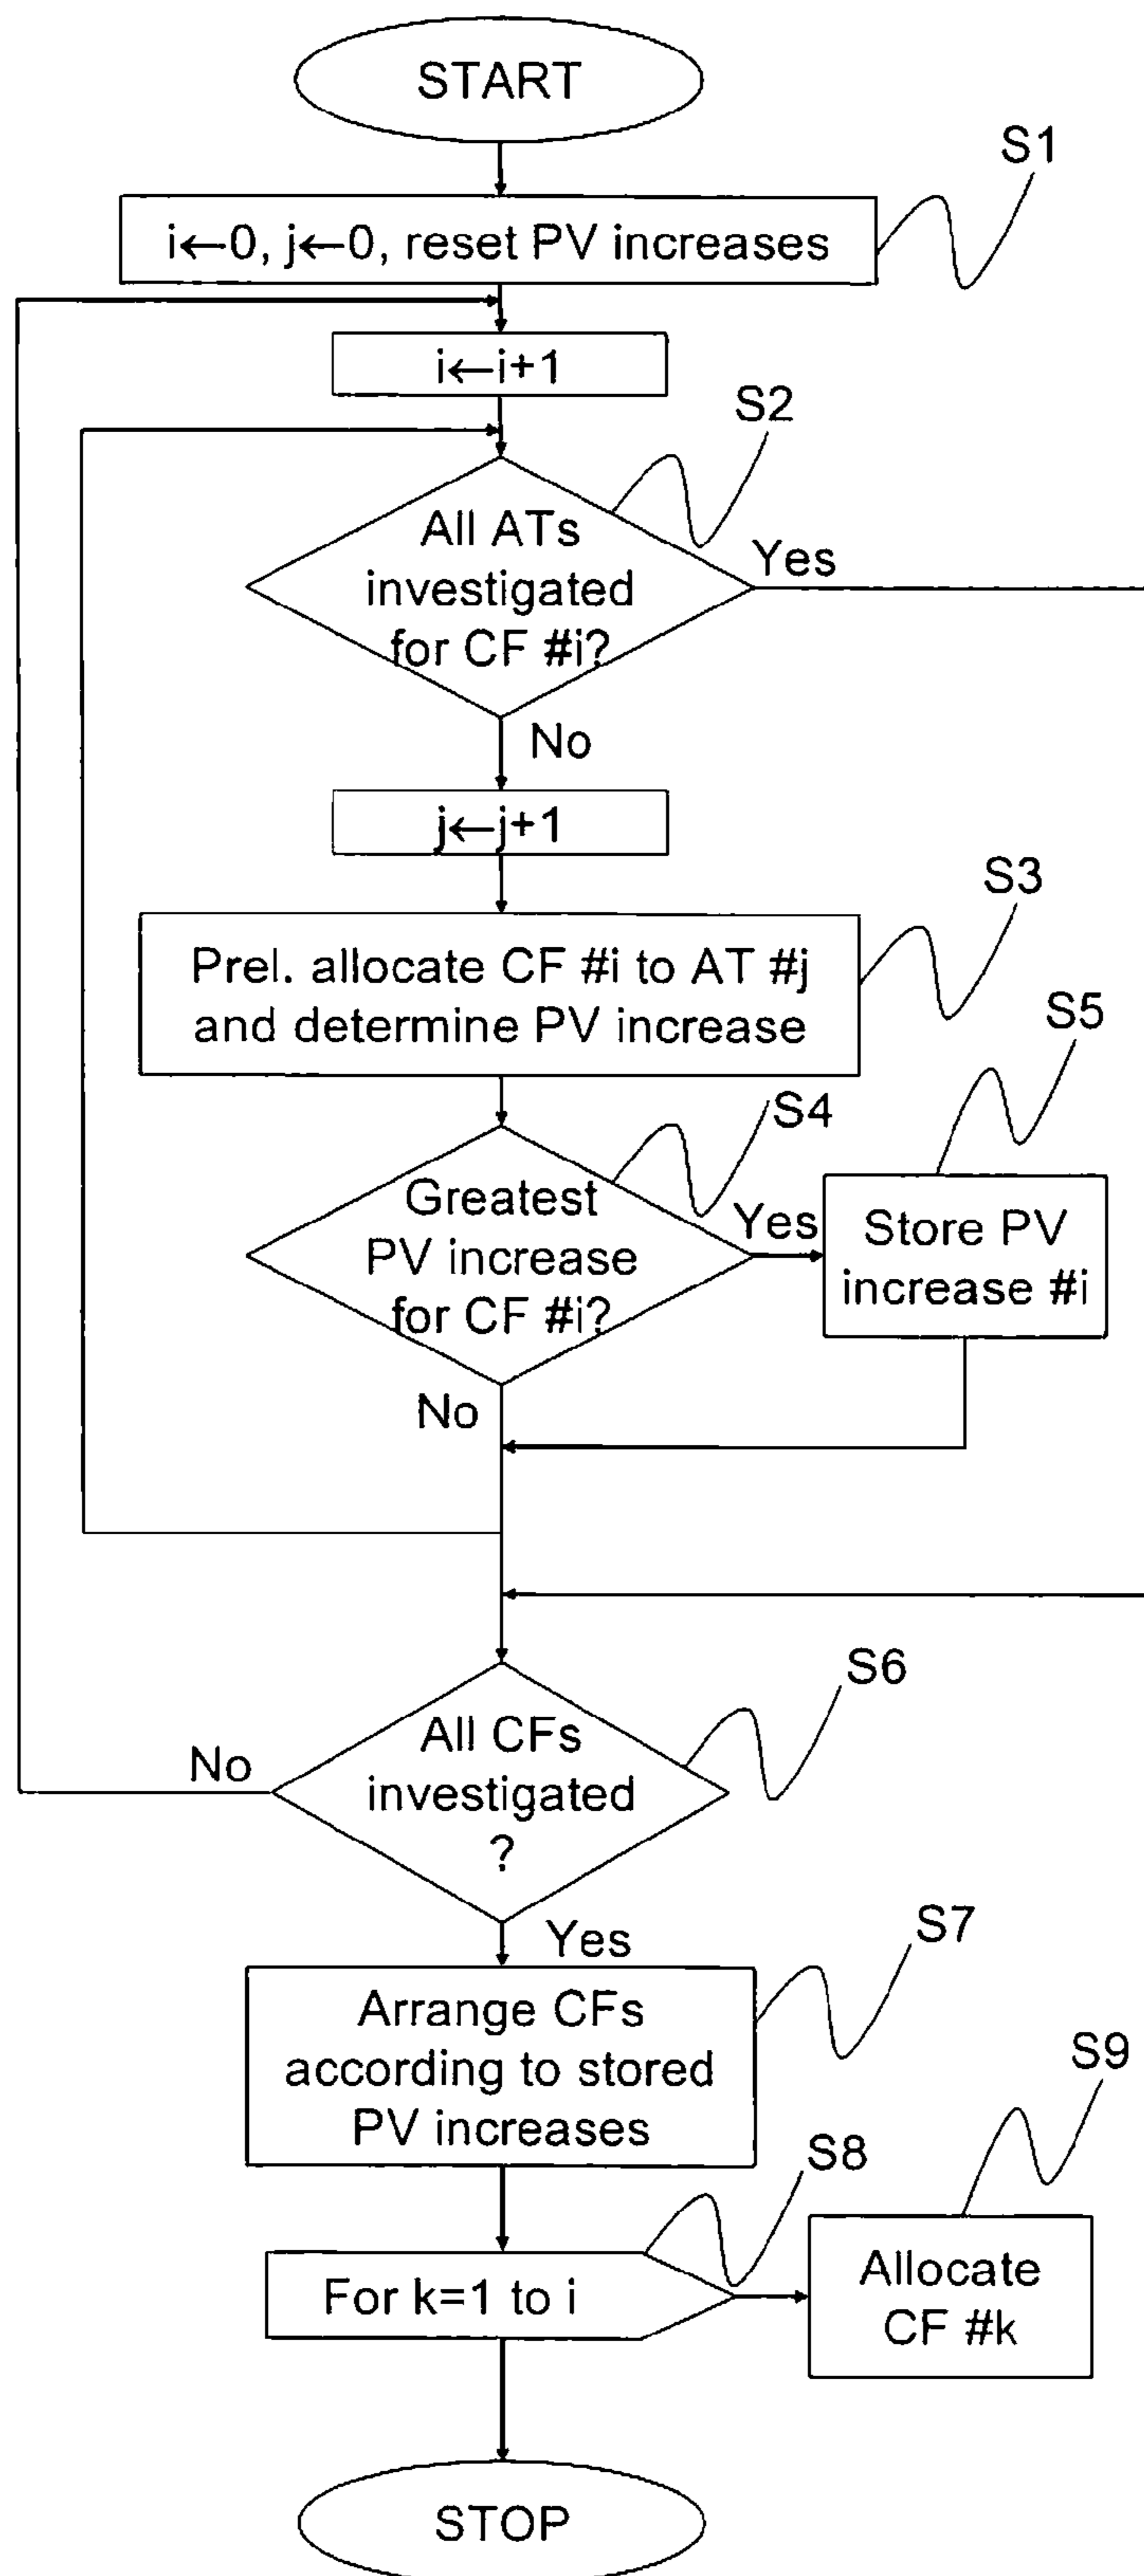 START
S1
i←0, j←0, reset PV increases
i←i+1
S2
All ATs
investigated
for CF #i?
Yes
No
j←j+1
S3
Prel. allocate CF #i to AT #j
and determine PV increase
S5
S4
Greatest
PV increase
for CF #i?
Yes
Store PV
increase #i
No
S6
All CFs
investigated
?
No
Yes
S7
Arrange CFs
according to stored
PV increases
S9
S8
For k=1 to i
Allocate
CF #k
STOP